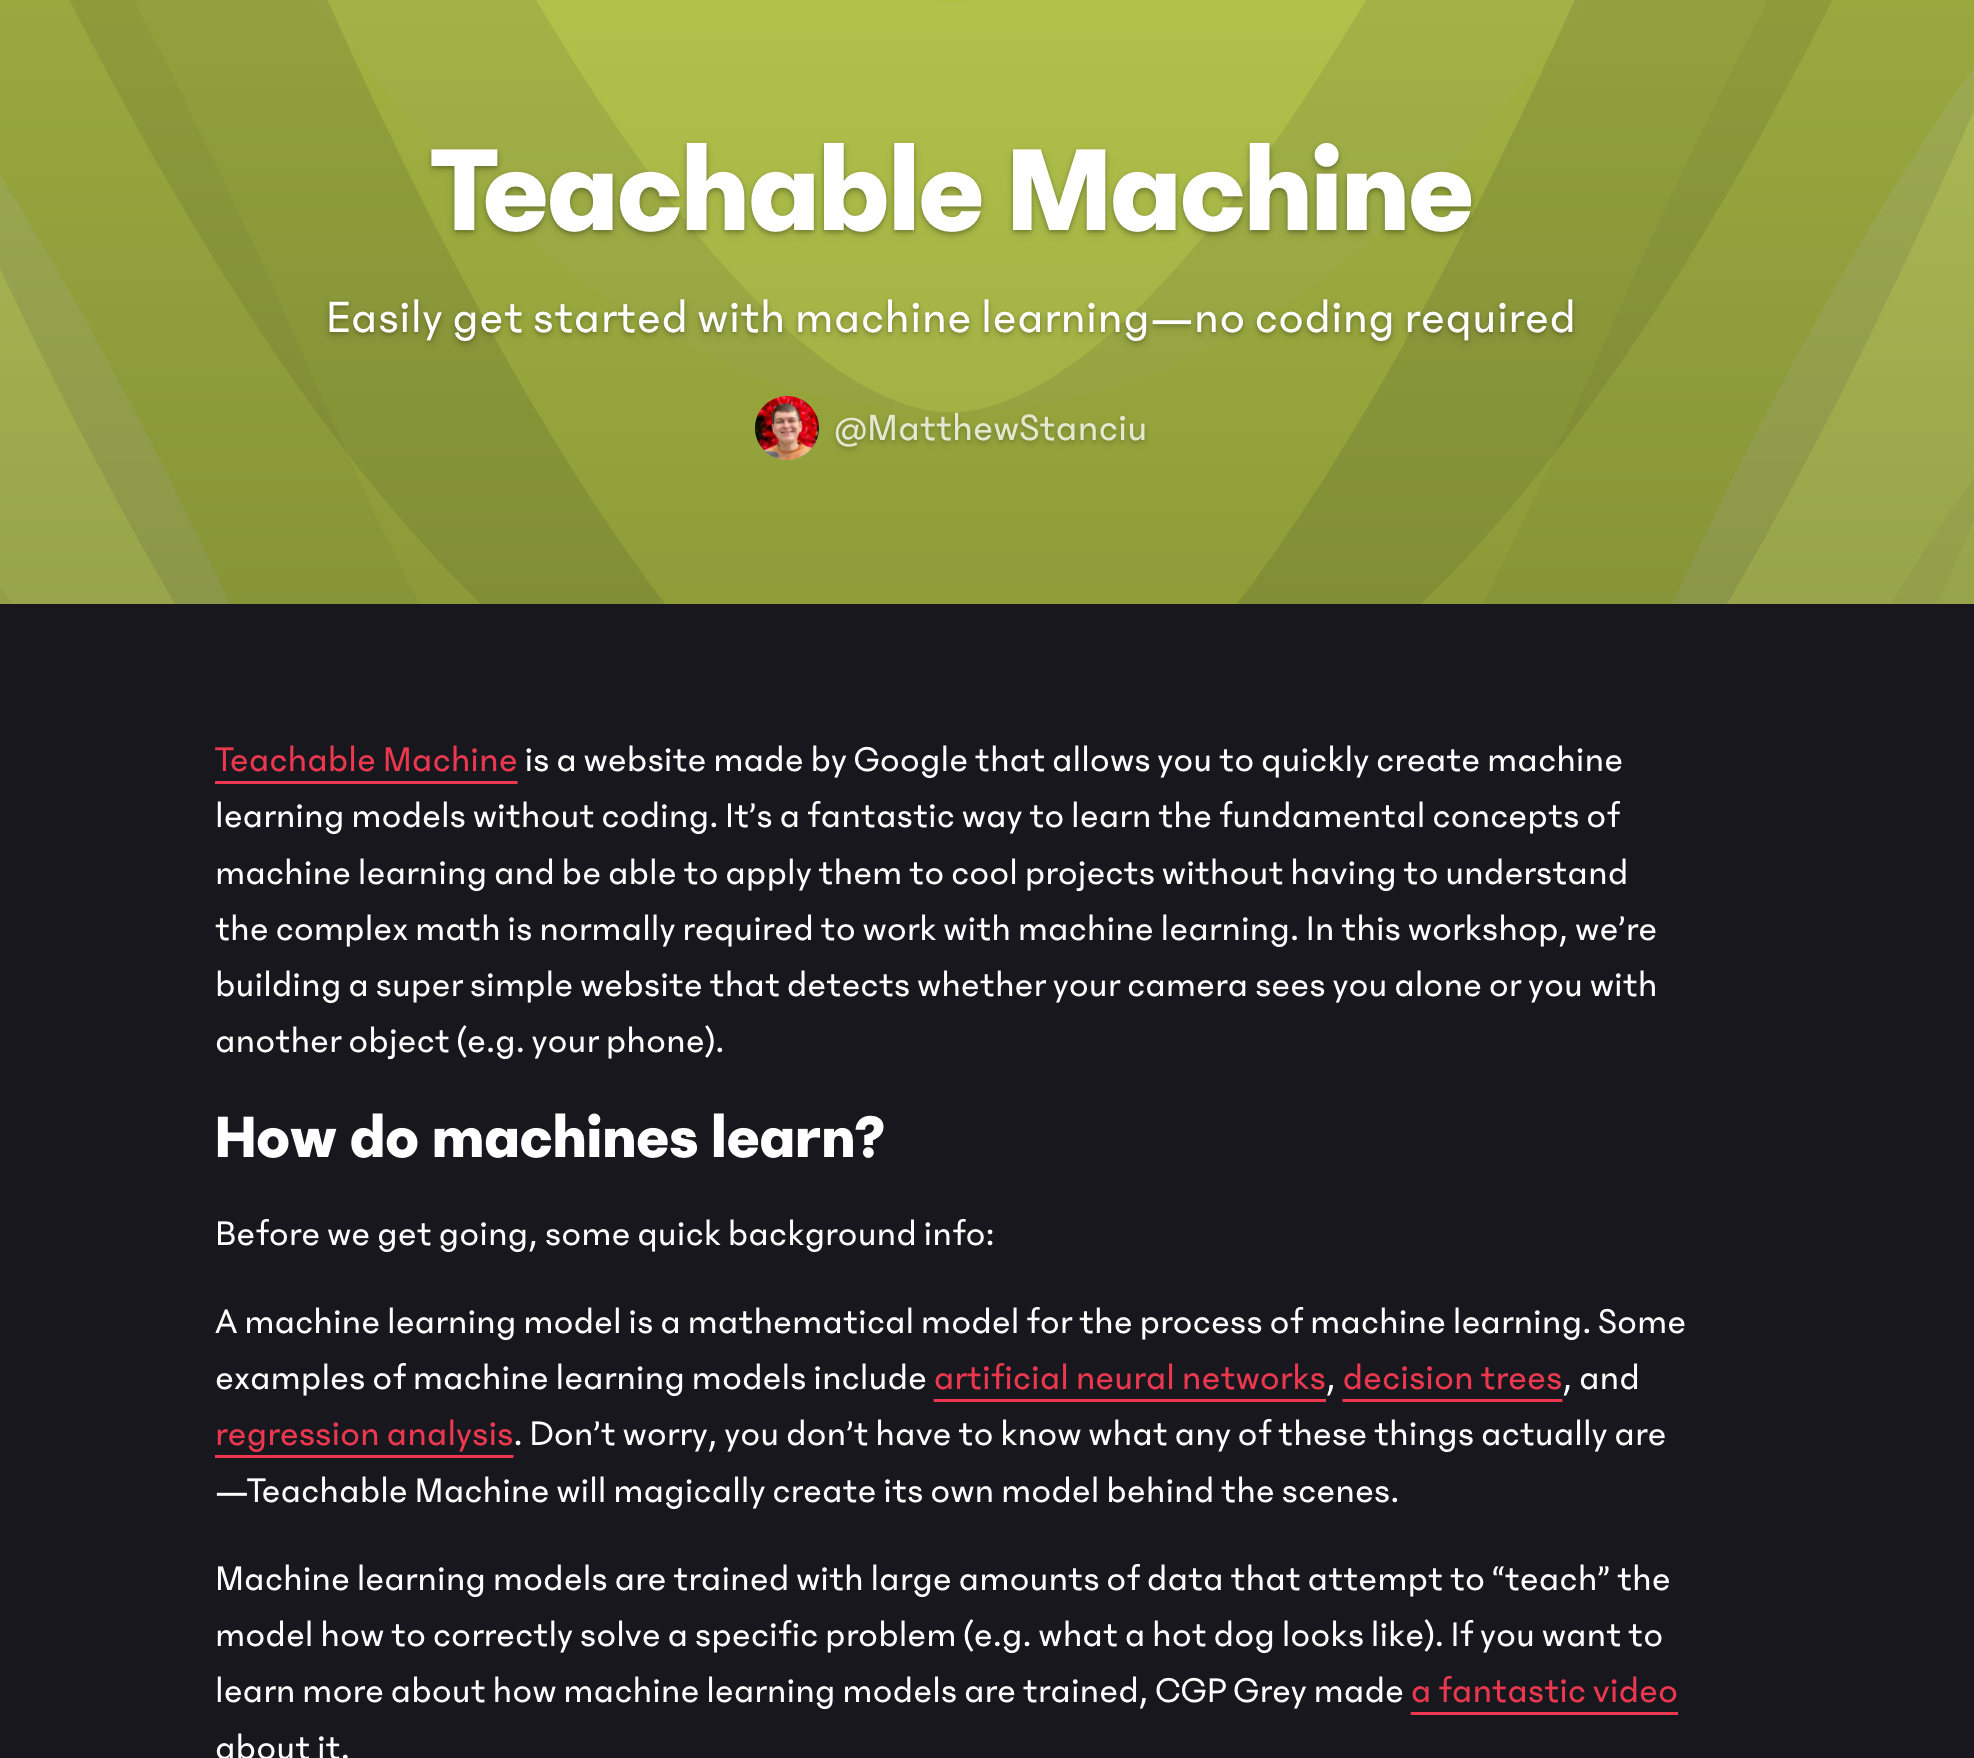 Teachable Machine
Easily get started with machine learning—no coding required
@MatthewStanciu
Teachable Machine is a website made by Google that allows you to quickly create machine
learning models without coding. It’s a fantastic way to learn the fundamental concepts of
machine learning and be able to apply them to cool projects without having to understand
the complex math is normally required to work with machine learning. In this workshop, we’re
building a super simple website that detects whether your camera sees you alone or you with
another object (e.g. your phone).
How do machines learn?
Before we get going, some quick background info:
A machine learning model is a mathematical model for the process of machine learning. Some
examples of machine learning models include artificial neural networks, decision trees, and
regression analysis. Don’t worry, you don’t have to know what any of these things actually are
—Teachable Machine will magically create its own model behind the scenes.
Machine learning models are trained with large amounts of data that attempt to “teach” the
model how to correctly solve a specific problem (e.g. what a hot dog looks like). If you want to
learn more about how machine learning models are trained, CGP Grey made a fantastic video
about it.